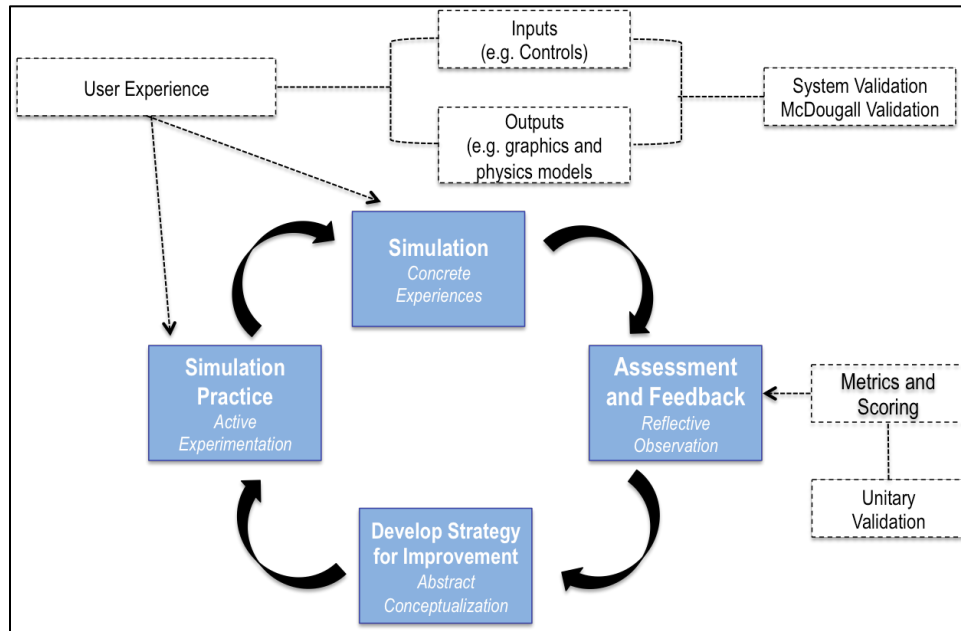 Inputs
(e.g. Controls)
User Experience
System Validation
McDougall Validation
Outputs
(e.g. graphics and
physics models
Simulation
Concrete
Experiences
Simulation
Practice
Active
Experimentation
Assessment
and Feedback
Reflective
Observation
Metrics and
Scoring
Unitary
Validation
Develop Strategy
for Improvement
Abstract
Conceptualization